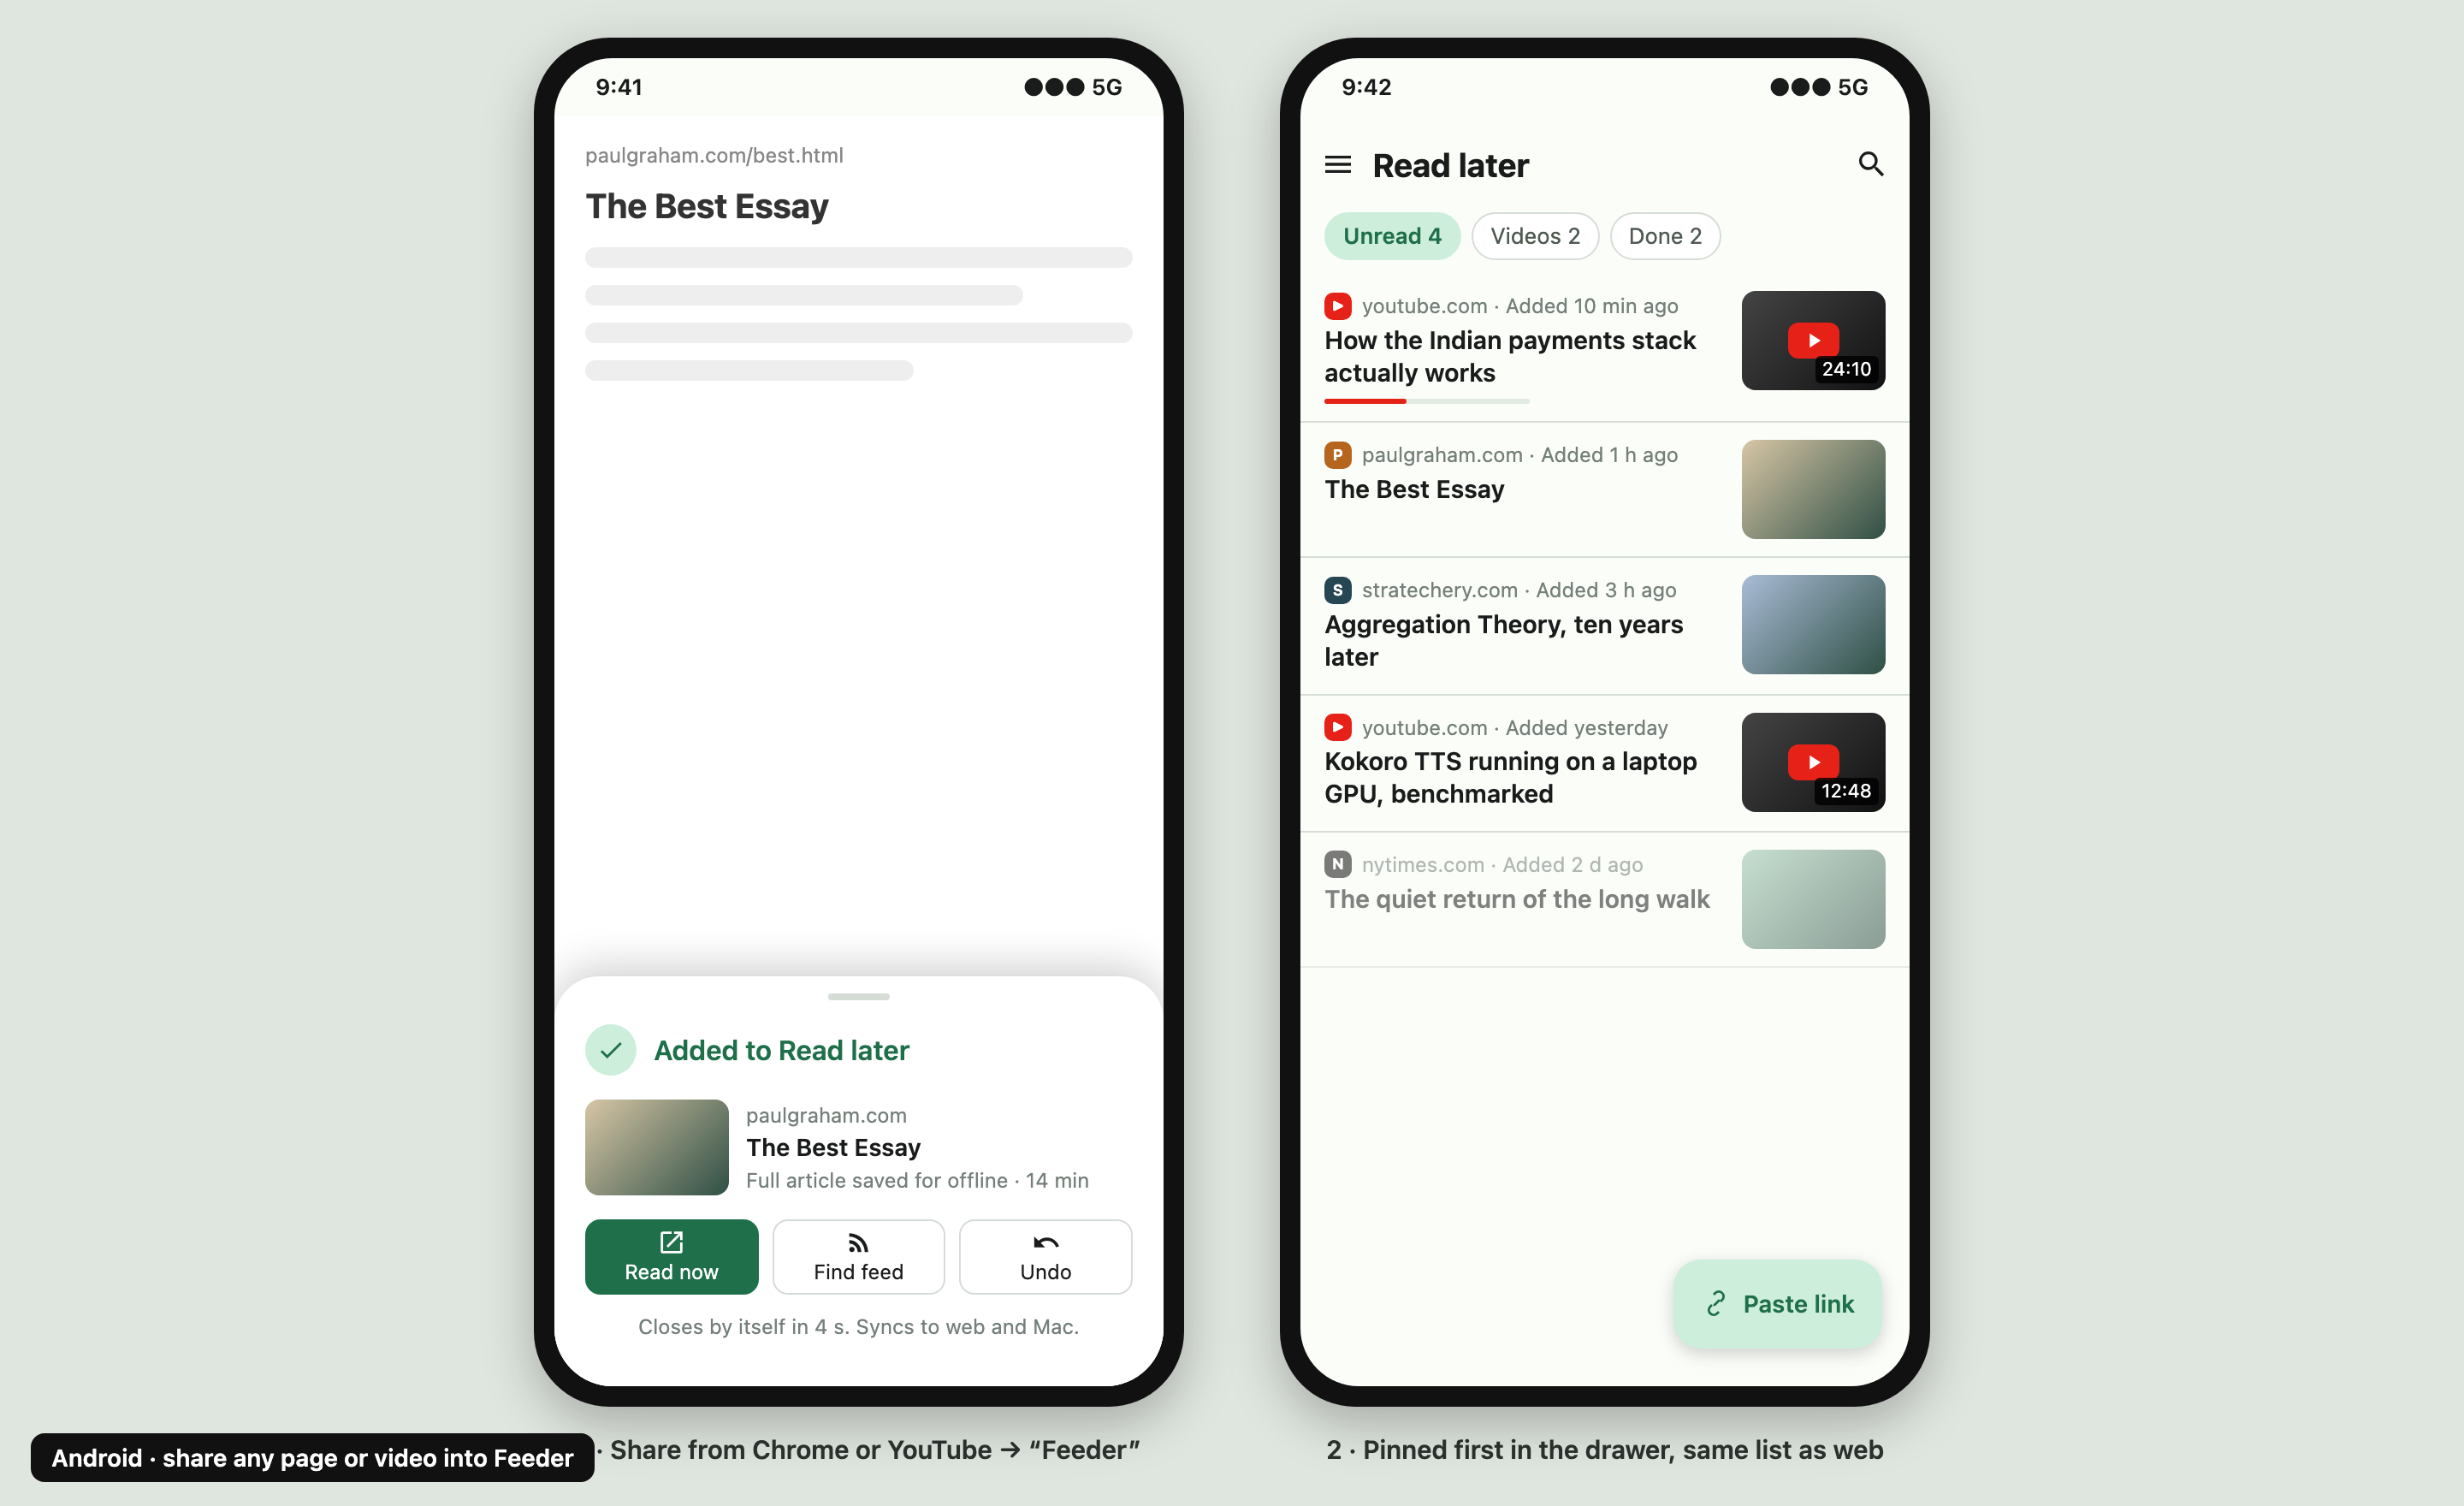 9:41
5G
paulgraham.com/best.html
The Best Essay
Added to Read later
paulgraham.com
The Best Essay
Full article saved for offline · 14 min
Read now
Find feed
Undo
Closes by itself in 4 s. Syncs to web and Mac.
9:42
5G
Read later
Unread 4
Videos 2
Done 2
youtube.com · Added 10 min ago
How the Indian payments stack
actually works
24:10
P
paulgraham.com · Added 1 h ago
The Best Essay
S
stratechery.com · Added 3 h ago
Aggregation Theory, ten years
later
youtube.com · Added yesterday
Kokoro TTS running on a laptop
GPU, benchmarked
12:48
N
nytimes.com · Added 2 d ago
The quiet return of the long walk
Paste link
Android · share any page or video into Feeder
· Share from Chrome or YouTube → “Feeder”
2 · Pinned first in the drawer, same list as web